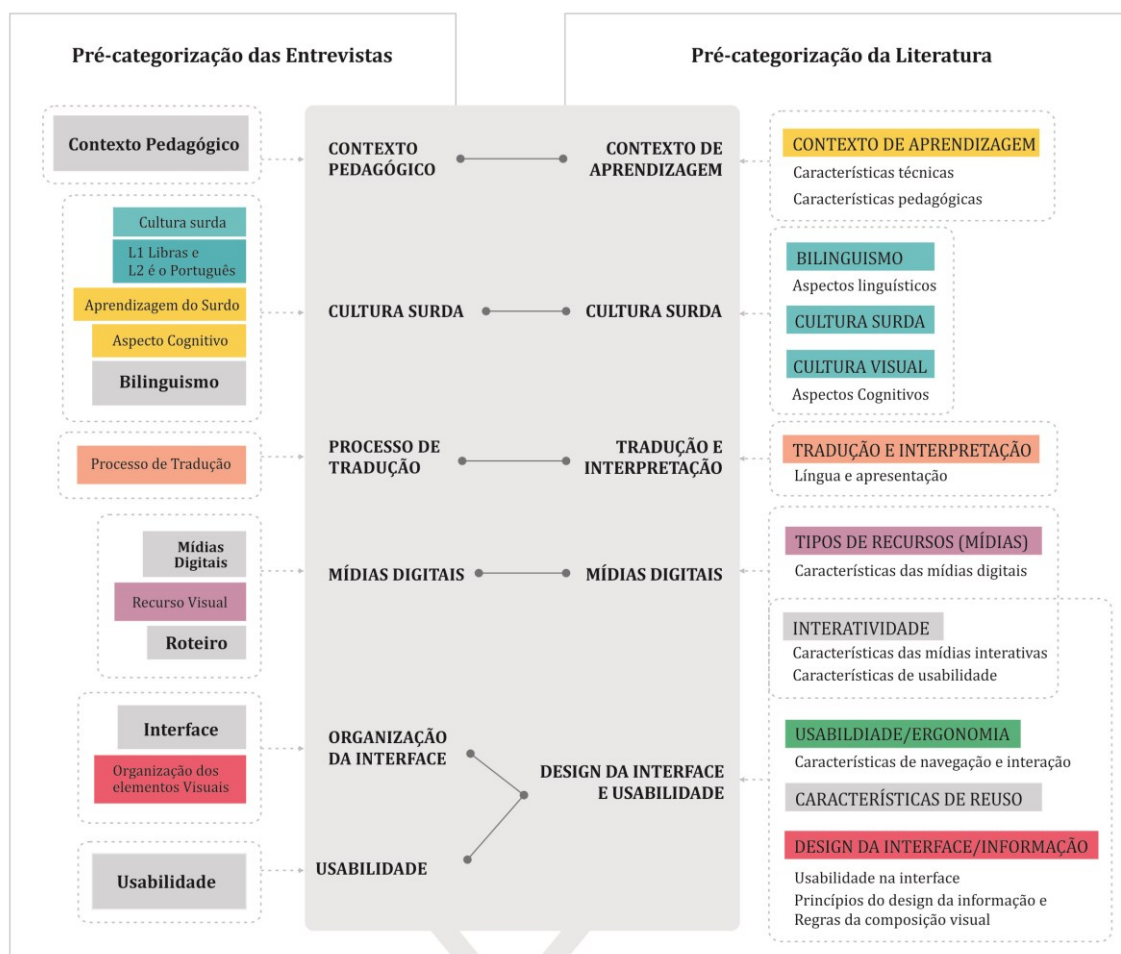 Pré-categorização das Entrevistas
Pré-categorização da Literatura
Contexto Pedagógico
Cultura surda
L1 Libras e
L2 é o Português
Aprendizagem do Surdo
Aspecto Cognitivo
Bilinguismo
Processo de Tradução
Mídias
Digitais
Recurso Visual
Roteiro
Interface
Organização dos
elementos Visuais
Usabilidade
CONTEXTO
PEDAGÓGICO
CONTEXTO DE
APRENDIZAGEM
CULTURA SURDA
CULTURA SURDA
PROCESSO DE
TRADUÇÃO
TRADUÇÃO E
INTERPRETAÇÃO
MÍDIAS DIGITAIS
MÍDIAS DIGITAIS
ORGANIZAÇÃO
DA INTERFACE
DESIGN DA INTERFACE
E USABILIDADE
USABILIDADE
CONTEXTO DE APRENDIZAGEM
Características técnicas
Características pedagógicas
BILINGUISMO
Aspectos linguísticos
CULTURA SURDA
CULTURA VISUAL
Aspectos Cognitivos
TRADUÇÃO E INTERPRETAÇÃO
Língua e apresentação
TIPOS DE RECURSOS (MÍDIAS)
Características das mídias digitais
INTERATIVIDADE
Características das mídias interativas
Características de usabilidade
USABILDIADE/ERGONOMIA
Características de navegação e interação
CARACTERÍSTICAS DE REUSO
DESIGN DA INTERFACE/INFORMAÇÃO
Usabilidade na interface
Princípios do design da informação e
Regras da composição visual